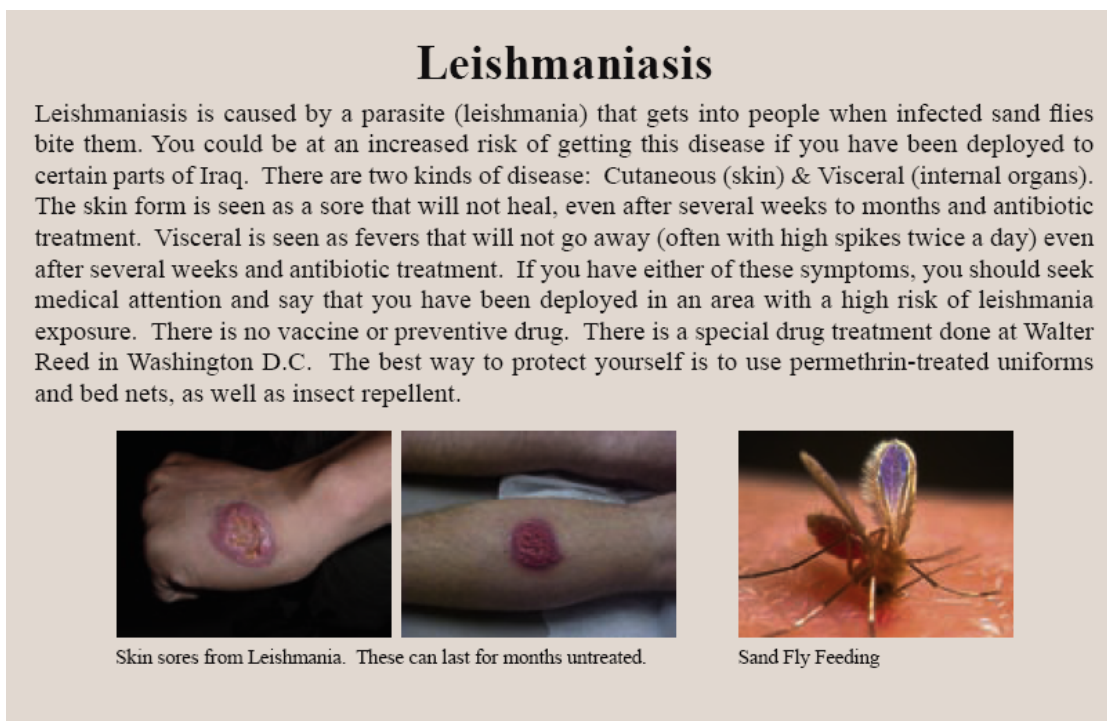 Leishmaniasis
Leishmaniasis is caused by a parasite (leishmania) that gets into people when infected sand flies
bite them. You could be at an increased risk of getting this disease if you have been deployed to
certain parts of Iraq. There are two kinds of disease: Cutaneous (skin) & Visceral (internal organs).
The skin form is seen as a sore that will not heal, even after several weeks to months and antibiotic
treatment. Visceral is seen as fevers that will not go away (often with high spikes twice a day) even
after several weeks and antibiotic treatment. If you have either of these symptoms, you should seek
medical attention and say that you have been deployed in an area with a high risk of leishmania
exposure. There is no vaccine or preventive drug. There is a special drug treatment done at Walter
Reed in Washington D.C. The best way to protect yourself is to use permethrin-treated uniforms
and bed nets, as well as insect repellent.
Skin sores from Leishmania. These can last for months untreated.
Sand Fly Feeding